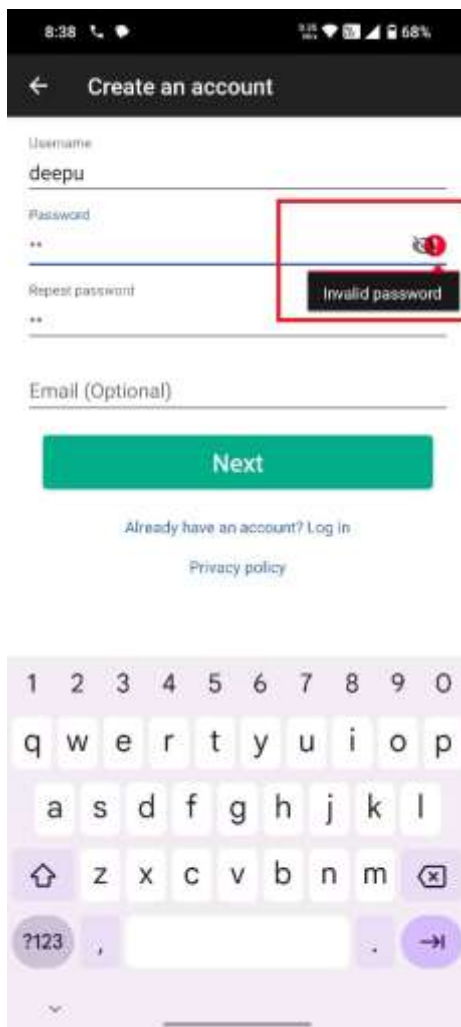 8:38
68%
Create an account
Username
deepu
Password
••
Invalid password
Repeat password
••
Email (Optional)
Next
Already have an account? Log in
Privacy policy
1 2 3 4 5 6 7 8 9 0
q w e r t y u i o p
a s d f g h j k l
z x c v b n m
?123 , .